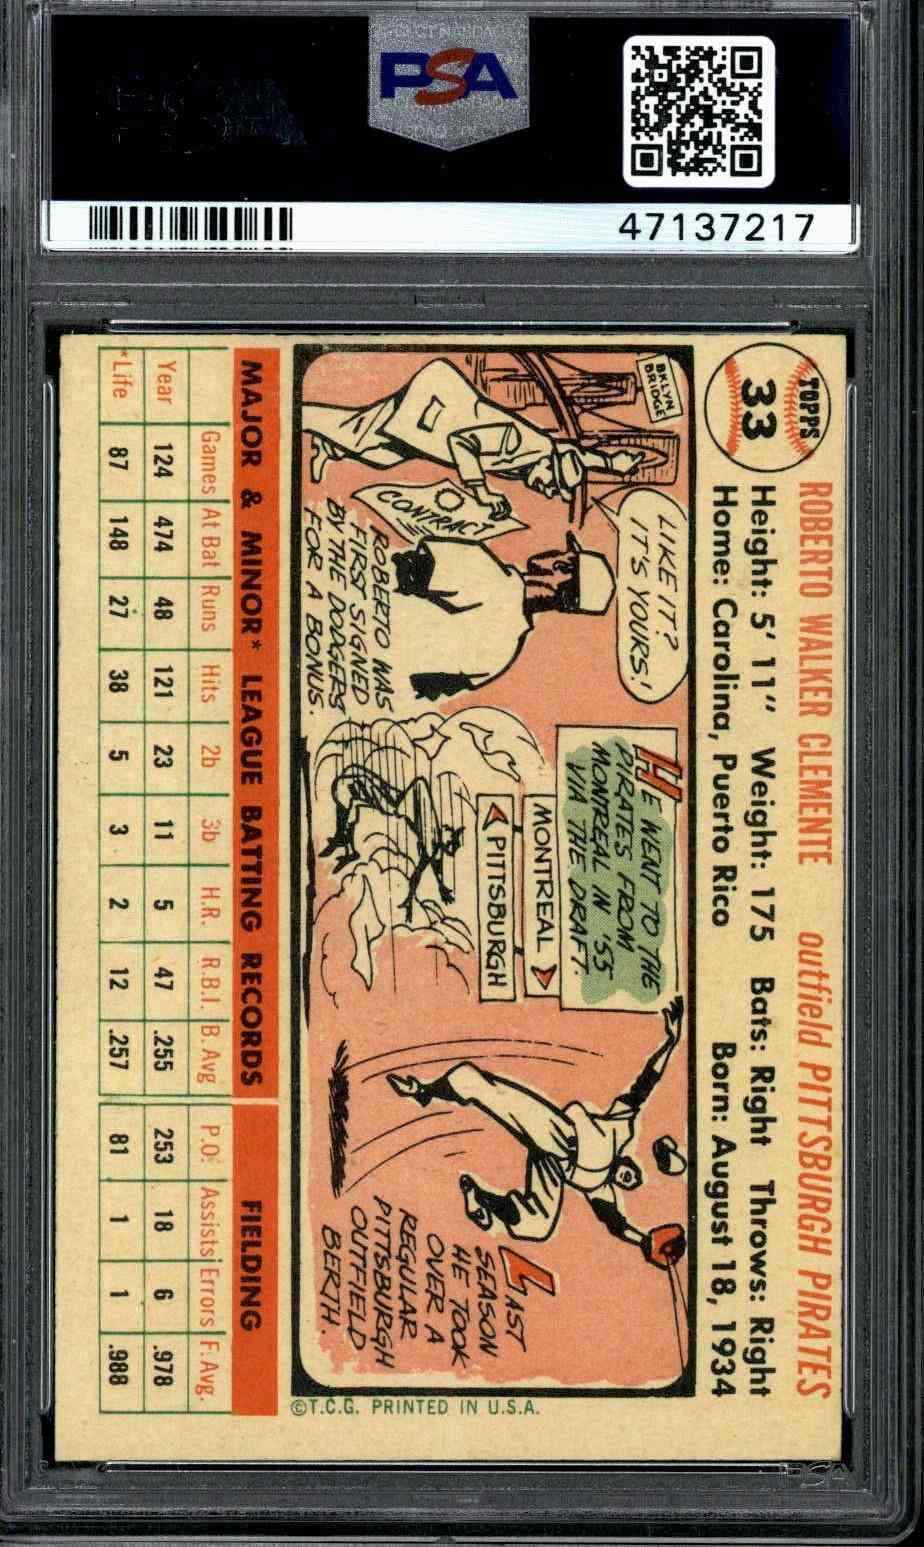 PSA
47137217
TOPPS
33
ROBERTO WALKER CLEMENTE outfield PITTSBURGH PIRATES
Height: 5' 11" Weight: 175 Bats: Right Throws: Right
Home: Carolina, Puerto Rico Born: August 18, 1934
BKLYN
BRIDGE
LIKE IT?
IT'S YOURS!
CONTRACT
ROBERTO WAS
FIRST SIGNED
BY THE DODGERS
FOR A BONUS.
HE WENT TO THE
PIRATES FROM
MONTREAL IN '55
VIA THE DRAFT.
MONTREAL
PITTSBURGH
LAST
SEASON
HE TOOK
OVER A
REGULAR
PITTSBURGH
OUTFIELD
BERTH.
MAJOR & MINOR* LEAGUE BATTING RECORDS FIELDING
Games At Bat Runs Hits 2b 3b H.R. R.B.I. B. Avg P.O. Assists Errors F. Avg.
Year 124 474 48 121 23 11 5 47 .255 253 18 6 .978
*Life 87 148 27 38 5 3 2 12 .257 81 1 1 .988
©T.C.G. PRINTED IN U.S.A.
PSA